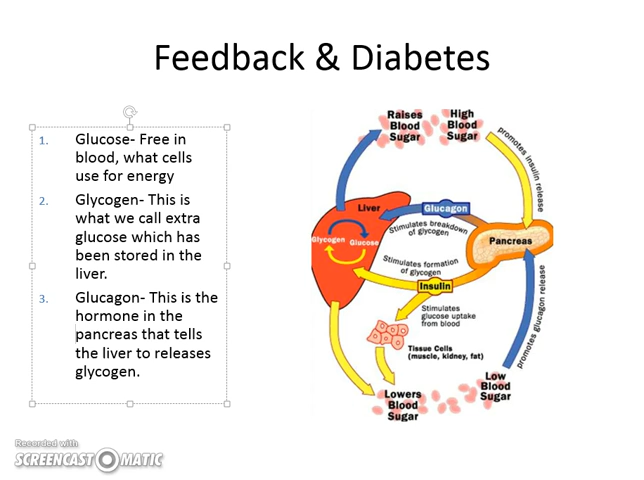 Feedback & Diabetes
1. Glucose- Free in
blood, what cells
use for energy
2. Glycogen- This is
what we call extra
glucose which has
been stored in the
liver.
3. Glucagon- This is the
hormone in the
pancreas that tells
the liver to releases
glycogen.
Raises
Blood
Sugar
High
Blood
Sugar
promotes insulin release
Liver
Glucagon
Stimulates breakdown
of glycogen
Glycogen
Glucose
Pancreas
Stimulates formation
of glycogen
Insulin
promotes glucagon release
Stimulates
glucose uptake
from blood
Tissue Cells
(muscle, kidney, fat)
Low
Blood
Sugar
Lowers
Blood
Sugar
Recorded with
SCREENCAST MATIC